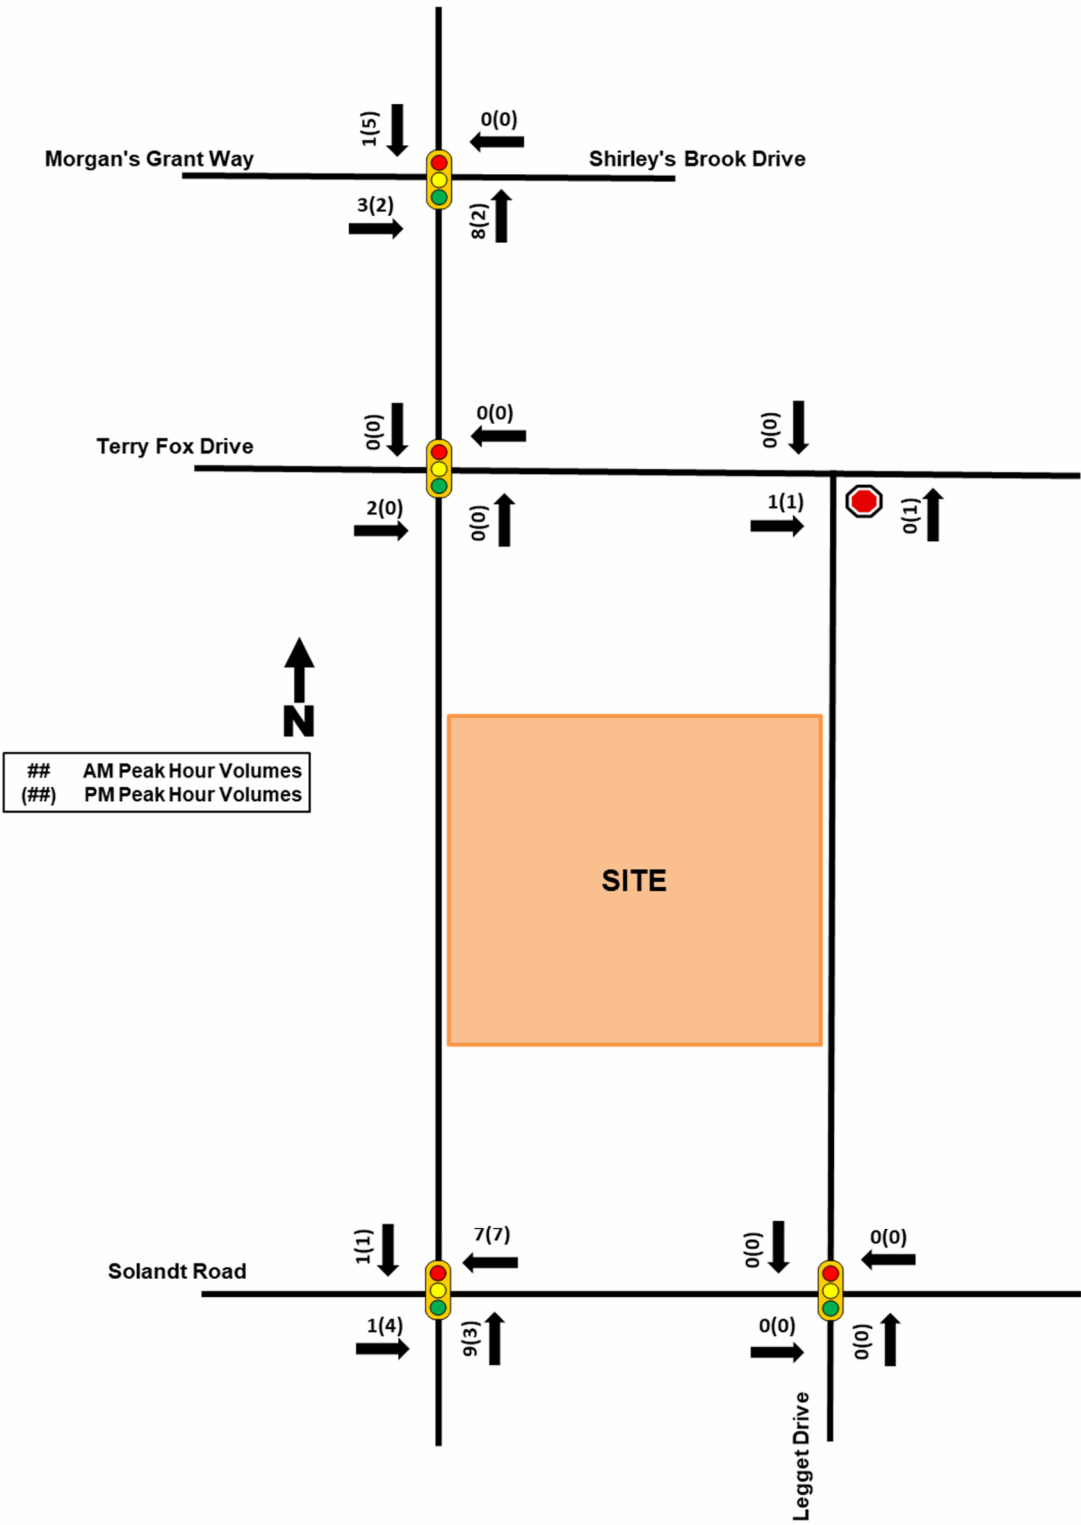 1(5)
0(0)
Morgan's Grant Way
Shirley's Brook Drive
3(2)
8(2)
0(0)
0(0)
0(0)
Terry Fox Drive
2(0)
0(0)
1(1)
0(1)
N
## AM Peak Hour Volumes
(##) PM Peak Hour Volumes
SITE
1(1)
7(7)
0(0)
0(0)
Solandt Road
1(4)
9(3)
0(0)
0(0)
Legget Drive